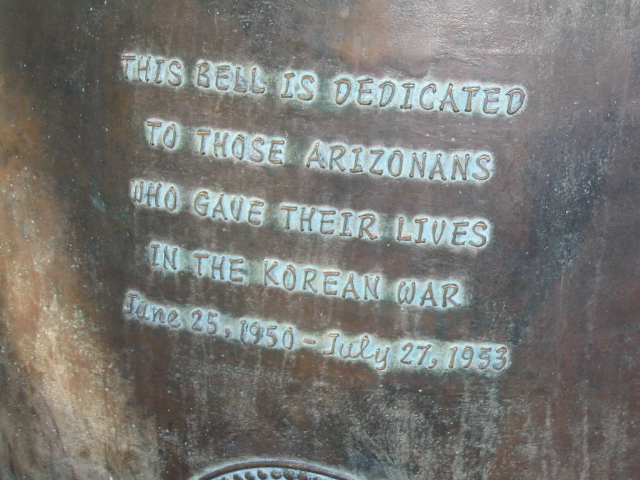 THIS BELL IS DEDICATED
TO THOSE ARIZONANS
WHO GAVE THEIR LIVES
IN THE KOREAN WAR
June 25, 1950 - July 27, 1953